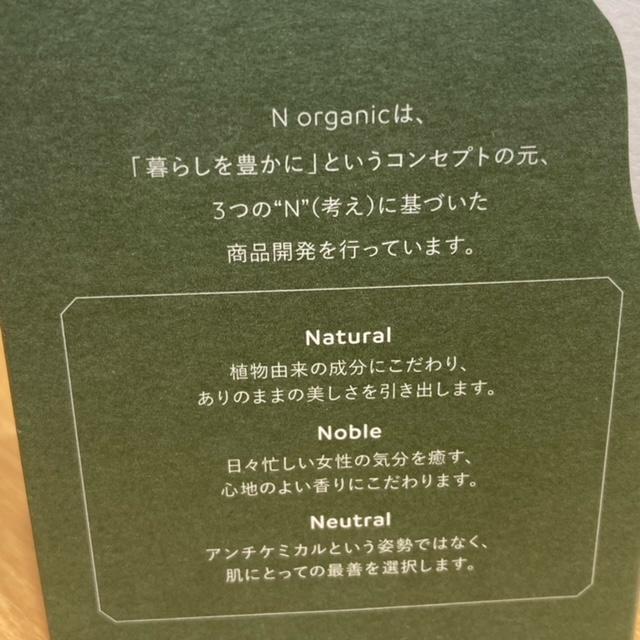 N organicは、
「暮らしを豊かに」というコンセプトの元、
3つの“N”(考え)に基づいた
商品開発を行っています。
Natural
植物由来の成分にこだわり、
ありのままの美しさを引き出します。
Noble
日々忙しい女性の気分を癒す、
心地のよい香りにこだわります。
Neutral
アンチケミカルという姿勢ではなく、
肌にとっての最善を選択します。